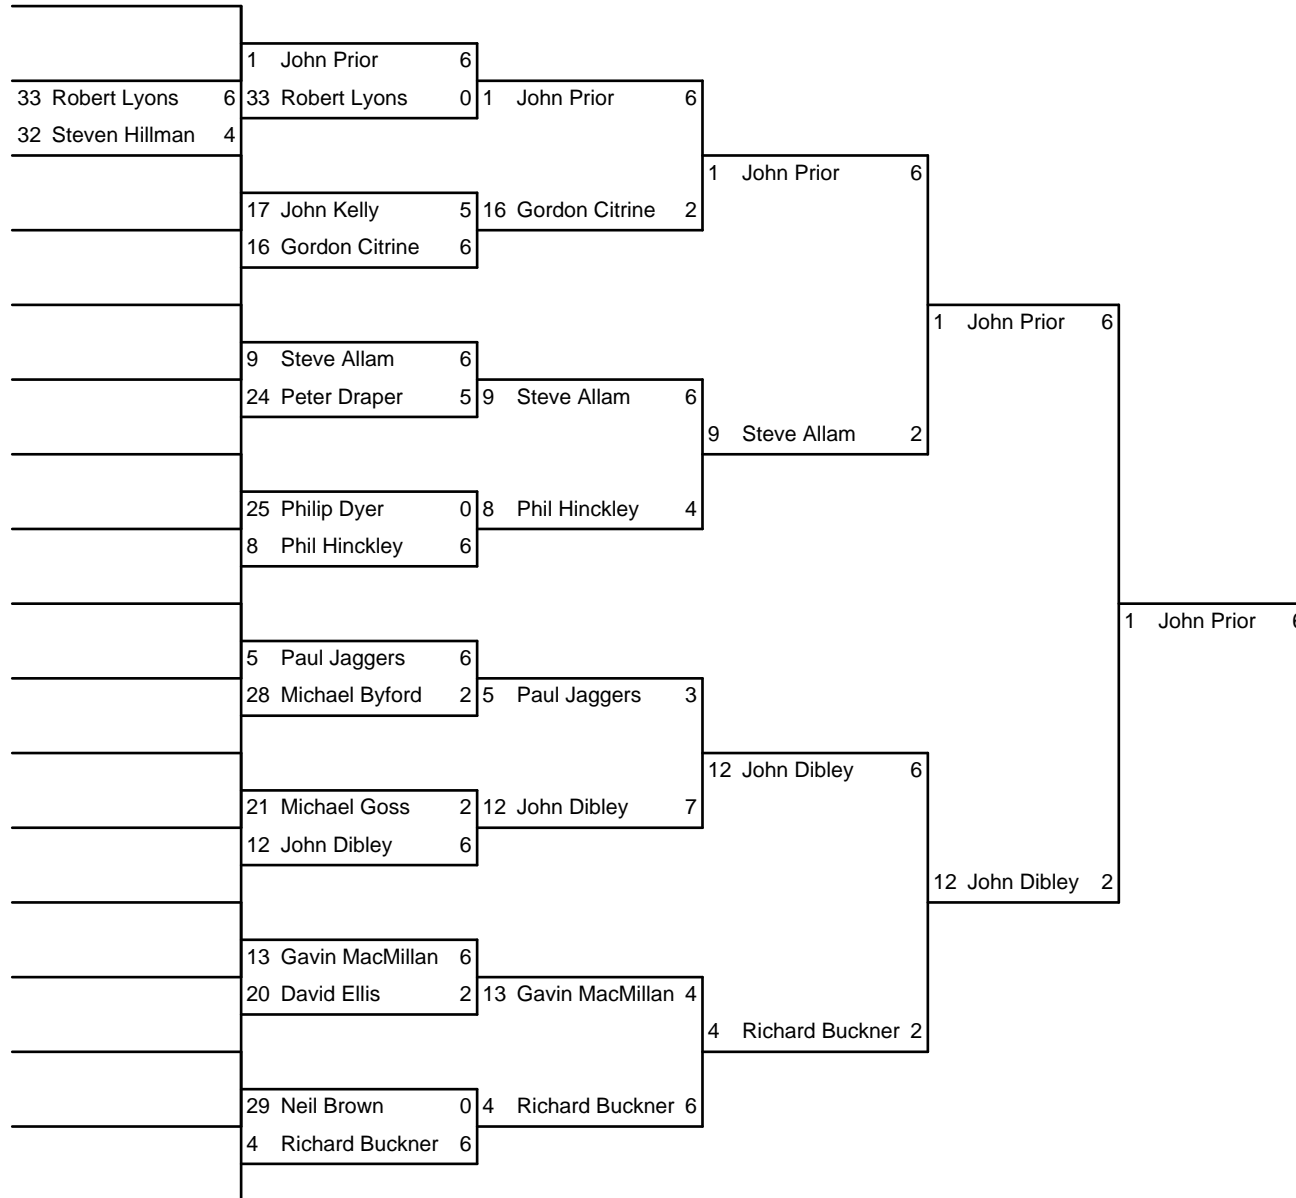 33 Robert Lyons 6
32 Steven Hillman 4
1 John Prior 6
33 Robert Lyons 0
17 John Kelly 5
16 Gordon Citrine 6
9 Steve Allam 6
24 Peter Draper 5
25 Philip Dyer 0
8 Phil Hinckley 6
5 Paul Jaggers 6
28 Michael Byford 2
21 Michael Goss 2
12 John Dibley 6
13 Gavin MacMillan 6
20 David Ellis 2
29 Neil Brown 0
4 Richard Buckner 6
1 John Prior 6
16 Gordon Citrine 2
9 Steve Allam 6
8 Phil Hinckley 4
5 Paul Jaggers 3
12 John Dibley 7
13 Gavin MacMillan 4
4 Richard Buckner 6
1 John Prior 6
9 Steve Allam 2
12 John Dibley 6
4 Richard Buckner 2
1 John Prior 6
12 John Dibley 2
1 John Prior 6